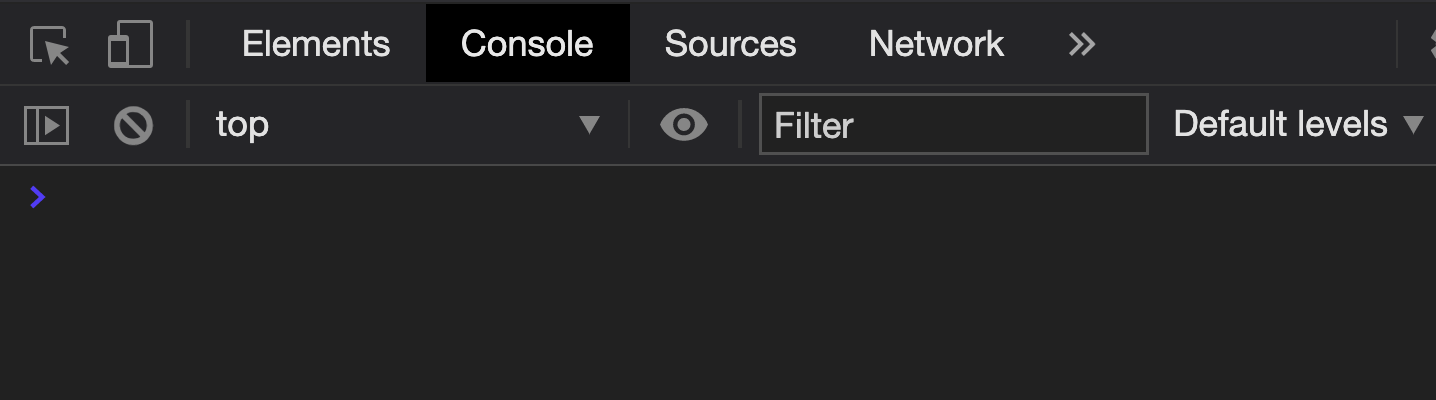 Elements Console Sources Network
top Filter Default levels